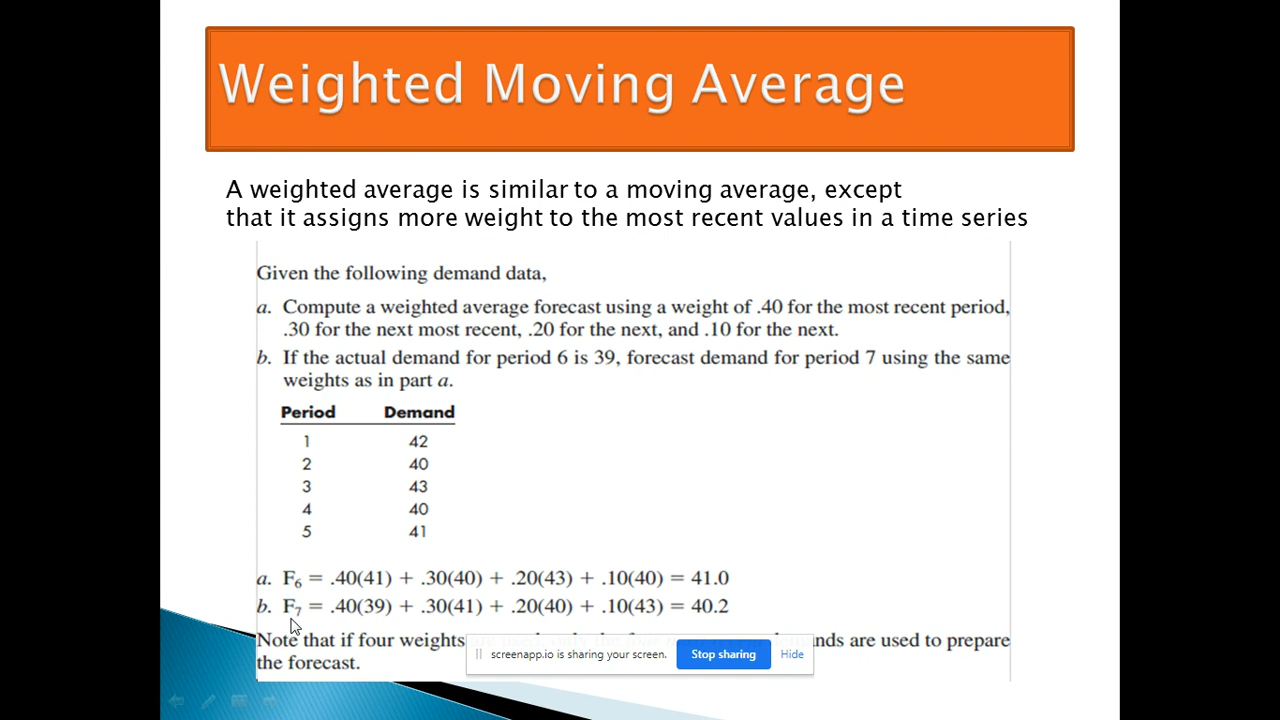 Weighted Moving Average
A weighted average is similar to a moving average, except
that it assigns more weight to the most recent values in a time series
Given the following demand data,
a. Compute a weighted average forecast using a weight of .40 for the most recent period,
.30 for the next most recent, .20 for the next, and .10 for the next.
b. If the actual demand for period 6 is 39, forecast demand for period 7 using the same
weights as in part a.
Period Demand
1 42
2 40
3 43
4 40
5 41
a. F6 = .40(41) + .30(40) + .20(43) + .10(40) = 41.0
b. F7 = .40(39) + .30(41) + .20(40) + .10(43) = 40.2
Note that if four weights are used to prepare
the forecast.
screenapp.io is sharing your screen. Stop sharing Hide